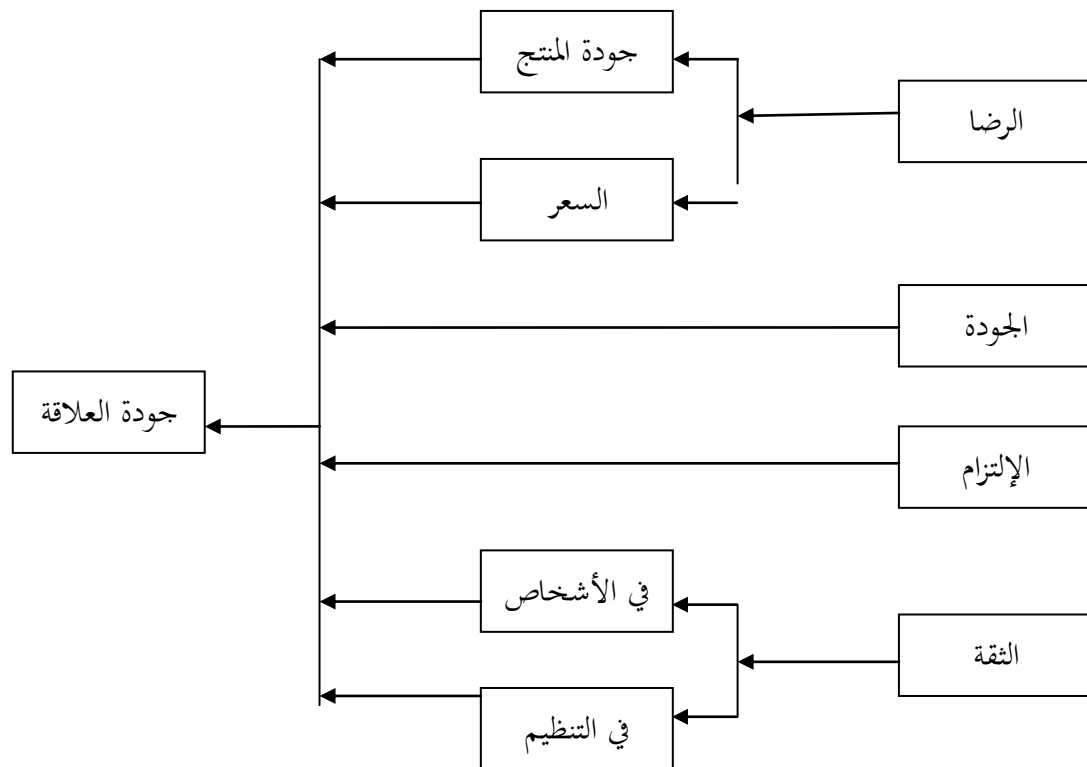 جودة المنتج
الرضا
السعر
الجودة
جودة العلاقة
الإلتزام
في الأشخاص
الثقة
في التنظيم